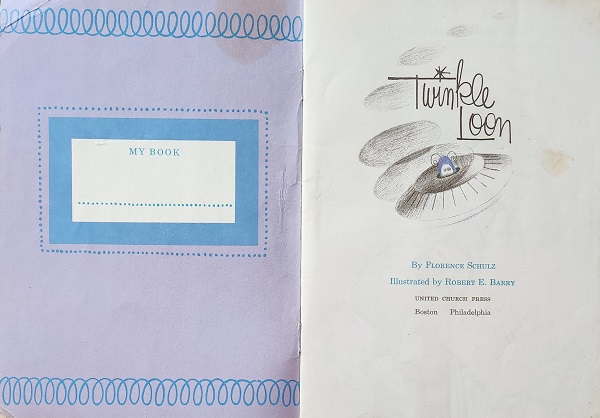 MY BOOK
Twinkle
Loon
By Florence Schulz
Illustrated by Robert E. Barry
UNITED CHURCH PRESS
Boston Philadelphia